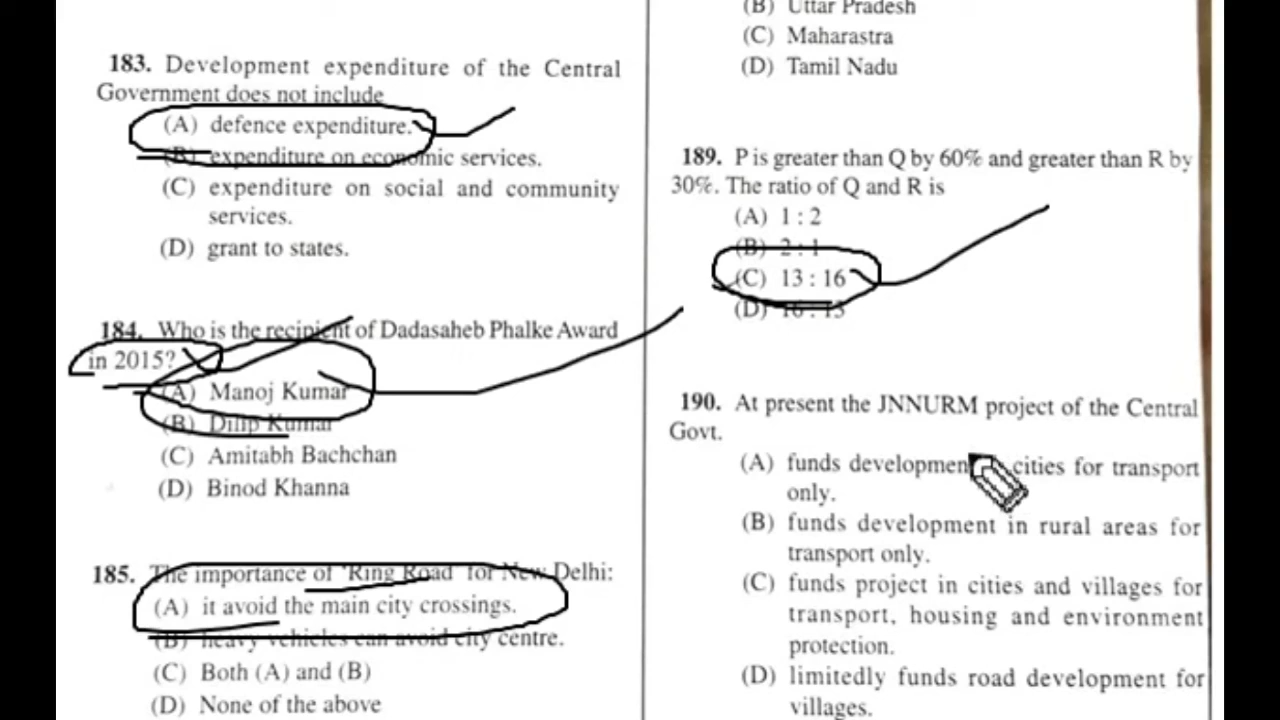 183. Development expenditure of the Central
Government does not include
(A) defence expenditure.
(B) expenditure on economic services.
(C) expenditure on social and community
services.
(D) grant to states.
184. Who is the recipient of Dadasaheb Phalke Award
in 2015?
(A) Manoj Kumar
(B) Dilip Kumar
(C) Amitabh Bachchan
(D) Binod Khanna
185. The importance of 'Ring Road' for New Delhi:
(A) it avoid the main city crossings.
(B) heavy vehicles can avoid city centre.
(C) Both (A) and (B)
(D) None of the above
(B) Uttar Pradesh
(C) Maharastra
(D) Tamil Nadu
189. P is greater than Q by 60% and greater than R by
30%. The ratio of Q and R is
(A) 1 : 2
(B) 2 : 1
(C) 13 : 16
(D) 16 : 13
190. At present the JNNURM project of the Central
Govt.
(A) funds developmen cities for transport
only.
(B) funds development in rural areas for
transport only.
(C) funds project in cities and villages for
transport, housing and environment
protection.
(D) limitedly funds road development for
villages.